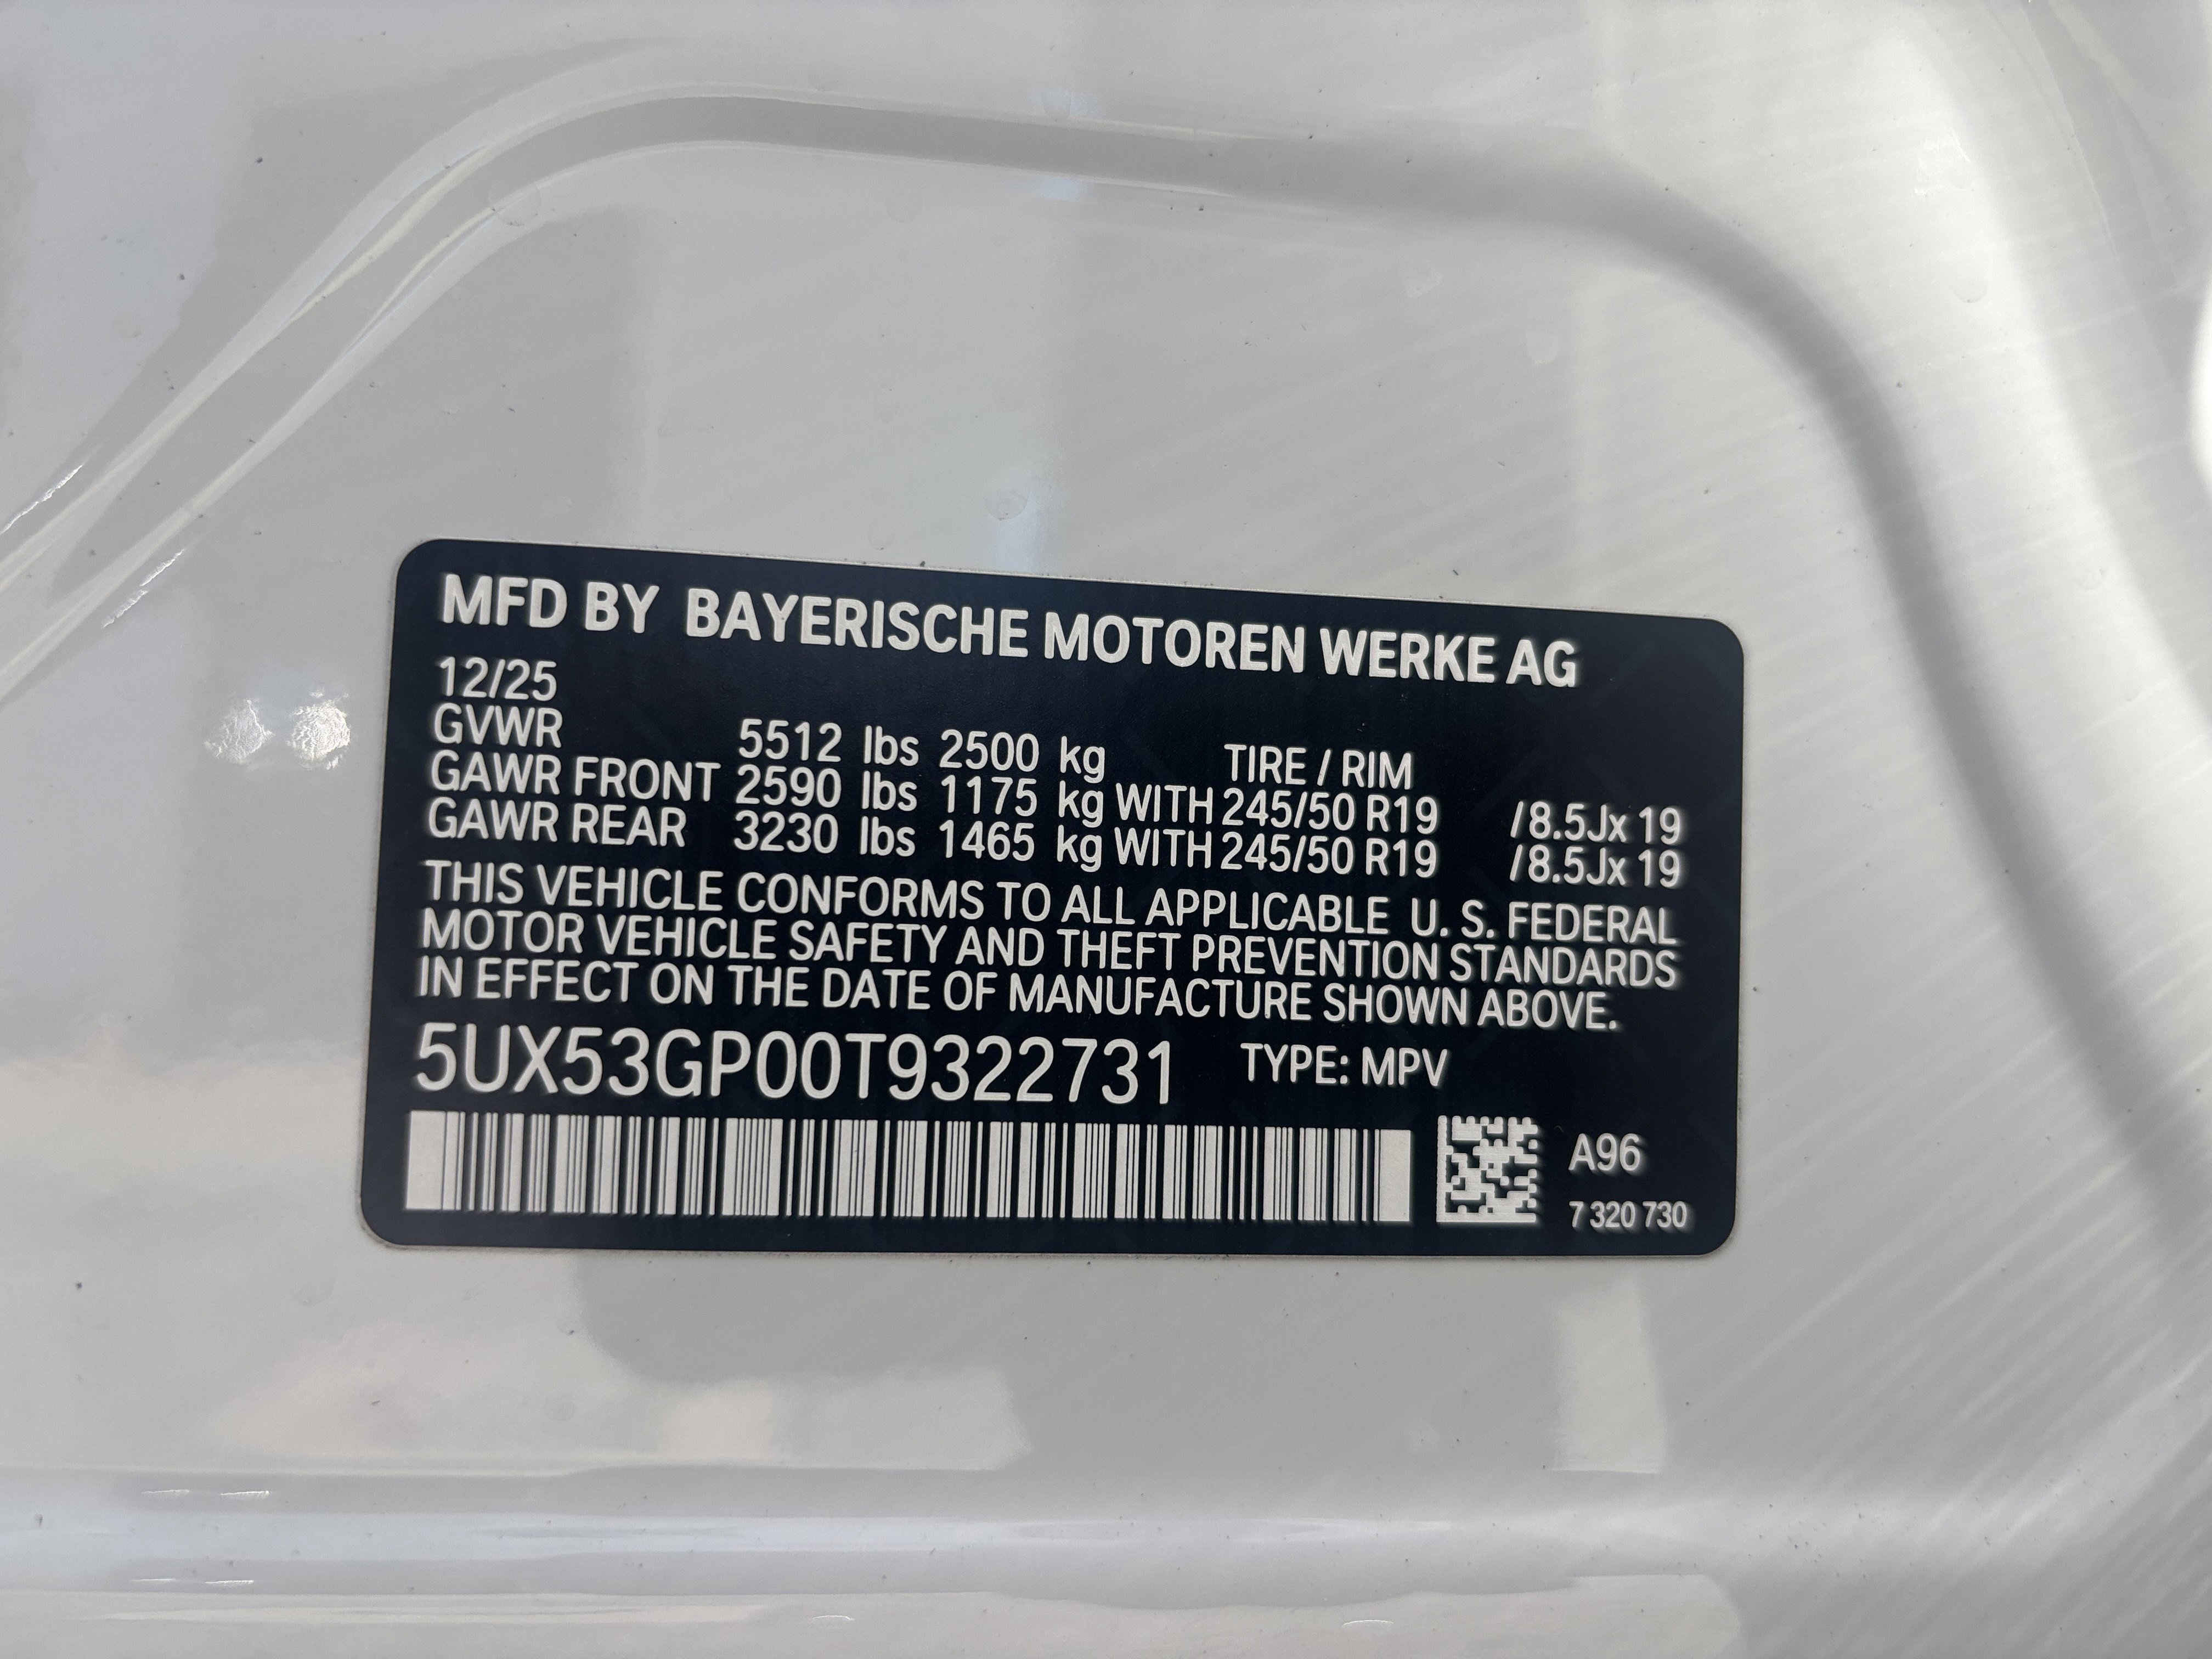 MFD BY BAYERISCHE MOTOREN WERKE AG
12/25
GVWR 5512 lbs 2500 kg TIRE / RIM
GAWR FRONT 2590 lbs 1175 kg WITH 245/50 R19 /8.5Jx 19
GAWR REAR 3230 lbs 1465 kg WITH 245/50 R19 /8.5Jx 19
THIS VEHICLE CONFORMS TO ALL APPLICABLE U. S. FEDERAL
MOTOR VEHICLE SAFETY AND THEFT PREVENTION STANDARDS
IN EFFECT ON THE DATE OF MANUFACTURE SHOWN ABOVE.
5UX53GP00T9322731 TYPE: MPV
A96
7 320 730